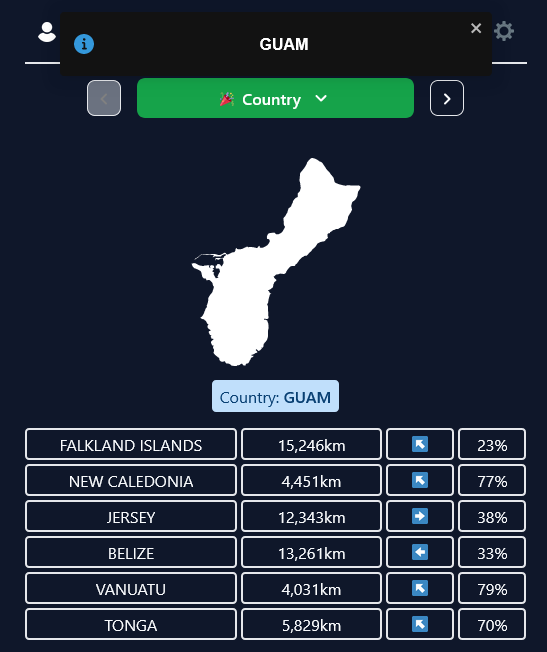 GUAM
Country
Country: GUAM
FALKLAND ISLANDS 15,246km ↖ 23%
NEW CALEDONIA 4,451km ↖ 77%
JERSEY 12,343km ➡ 38%
BELIZE 13,261km ⬅ 33%
VANUATU 4,031km ↖ 79%
TONGA 5,829km ↖ 70%